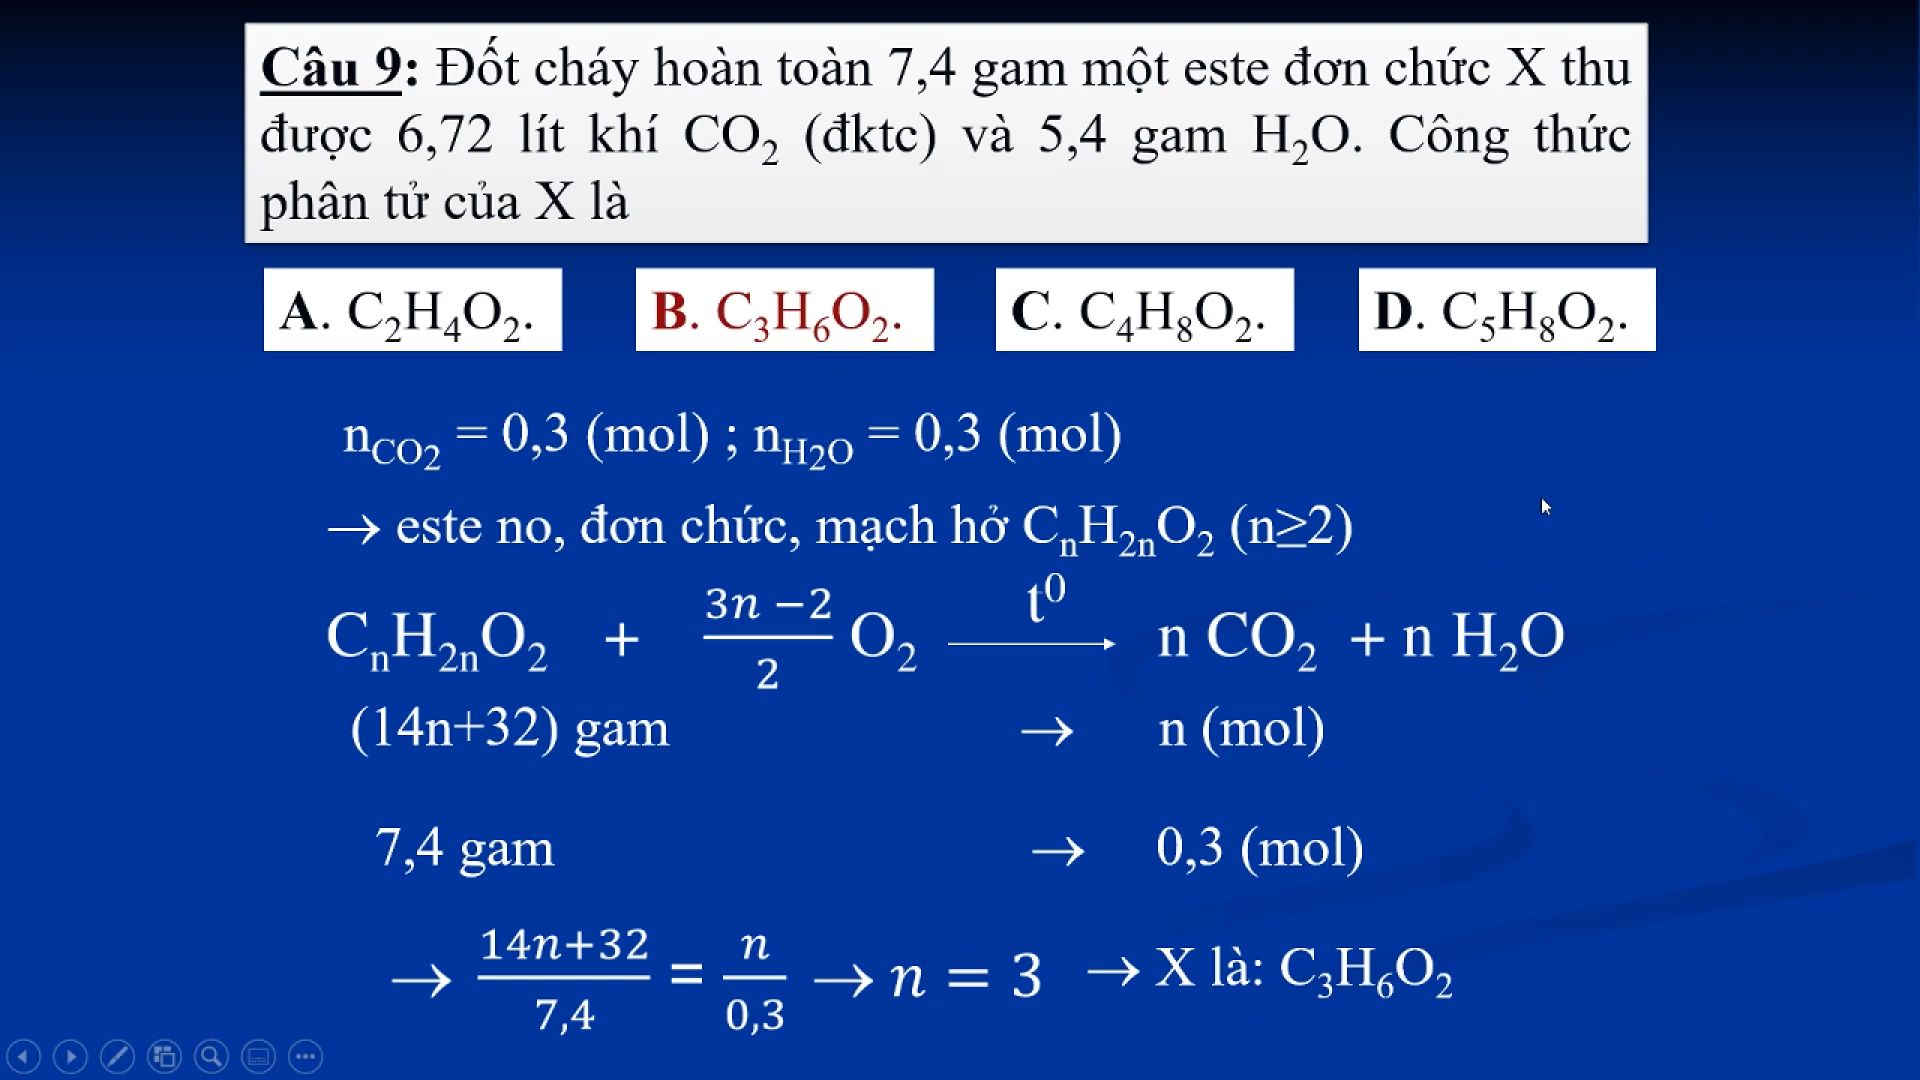 Câu 9: Đốt cháy hoàn toàn 7,4 gam một este đơn chức X thu
được 6,72 lít khí CO₂ (đktc) và 5,4 gam H₂O. Công thức
phân tử của X là
A. C₂H₄O₂. B. C₃H₆O₂. C. C₄H₈O₂. D. C₅H₈O₂.
n_CO2 = 0,3 (mol) ; n_H2O = 0,3 (mol)
→ este no, đơn chức, mạch hở CₙH₂ₙO₂ (n≥2)
CₙH₂ₙO₂ + (3n −2)/2 O₂ —t⁰→ n CO₂ + n H₂O
(14n+32) gam → n (mol)
7,4 gam → 0,3 (mol)
→ (14n+32)/7,4 = n/0,3 → n = 3 → X là: C₃H₆O₂